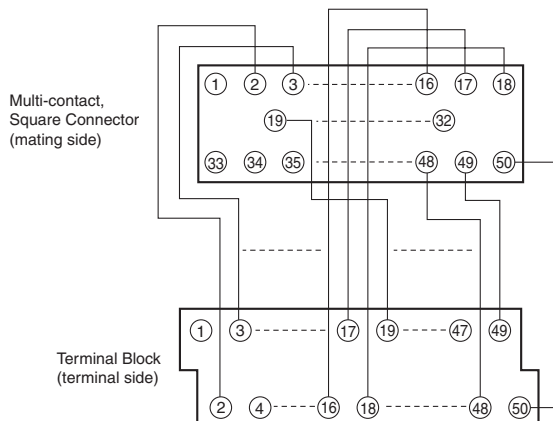 1 2 3 16 17 18
Multi-contact,
Square Connector
(mating side)
19 32
33 34 35 48 49 50
1 3 17 19 47 49
Terminal Block
(terminal side)
2 4 16 18 48 50